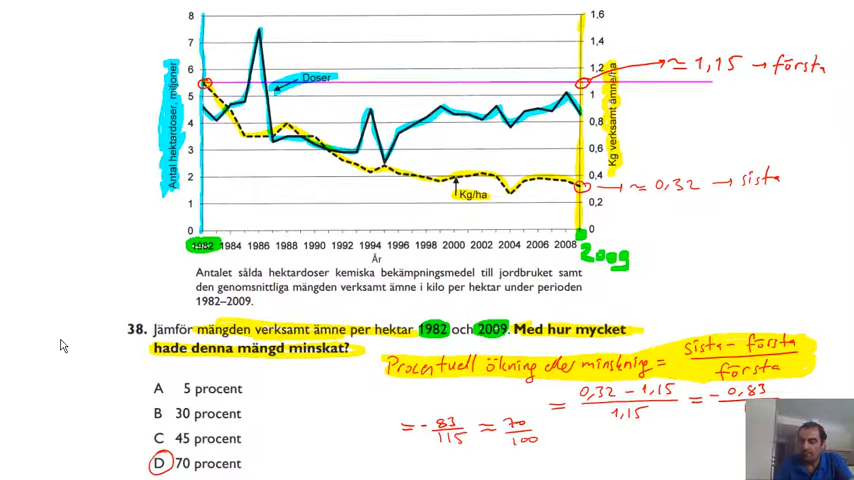 8
7
6
5
4
3
2
1
0
Antal hektardoser, miljoner
1,6
1,4
1,2
1
0,8
0,6
0,4
0,2
0
Kg verksamt ämne/ha
Doser
Kg/ha
≈ 1,15 → första
→ ≈ 0,32 → sista
1982 1984 1986 1988 1990 1992 1994 1996 1998 2000 2002 2004 2006 2008
2009
År
Antalet sålda hektardoser kemiska bekämpningsmedel till jordbruket samt
den genomsnittliga mängden verksamt ämne i kilo per hektar under perioden
1982–2009.
38. Jämför mängden verksamt ämne per hektar 1982 och 2009. Med hur mycket
hade denna mängd minskat?
Procentuell ökning eller minskning = sista - första / första
= 0,32 - 1,15 / 1,15 = - 0,83
= - 83/115 ≈ 70/100
A 5 procent
B 30 procent
C 45 procent
D 70 procent